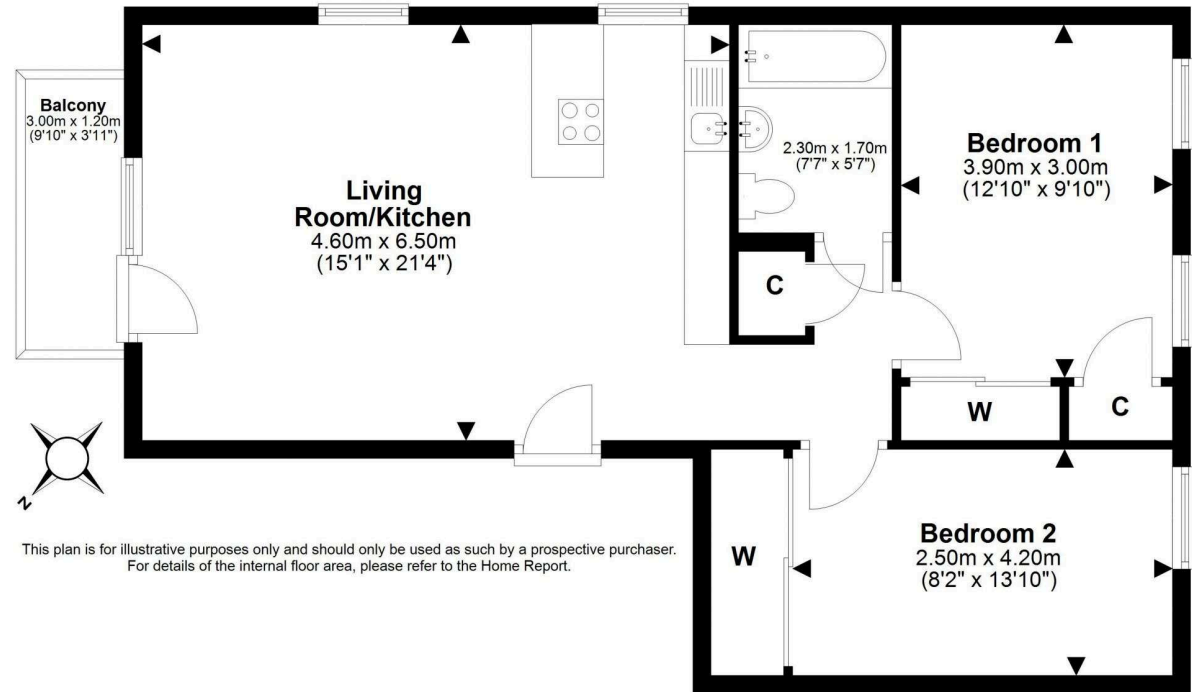 Balcony
3.00m x 1.20m
(9'10" x 3'11")
Living
Room/Kitchen
4.60m x 6.50m
(15'1" x 21'4")
2.30m x 1.70m
(7'7" x 5'7")
C
Bedroom 1
3.90m x 3.00m
(12'10" x 9'10")
W
C
Bedroom 2
2.50m x 4.20m
(8'2" x 13'10")
W
N
This plan is for illustrative purposes only and should only be used as such by a prospective purchaser.
For details of the internal floor area, please refer to the Home Report.